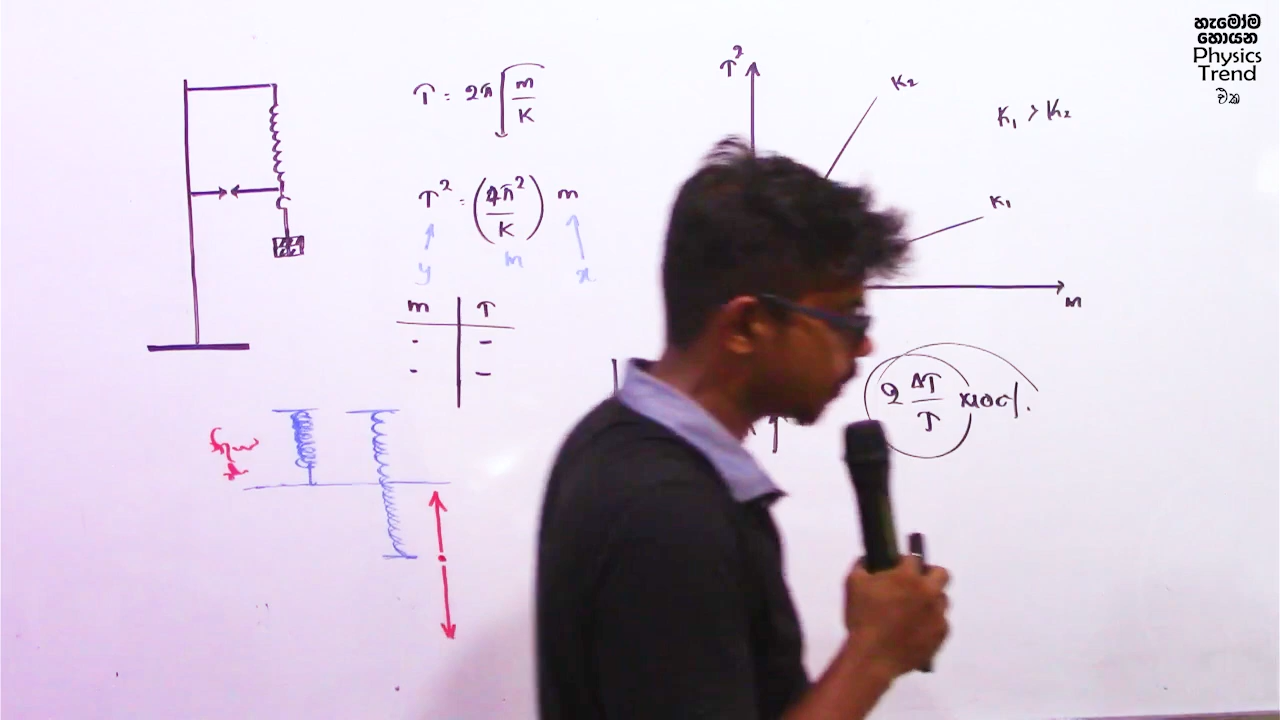 හැමෝම
හොයන
Physics
Trend
එක
T = 2π√(m/K)
T² = (4π²/K) m
y
m
x
m T
T²
K₂
K₁ > K₂
K₁
m
2 ΔT/T ×100%.